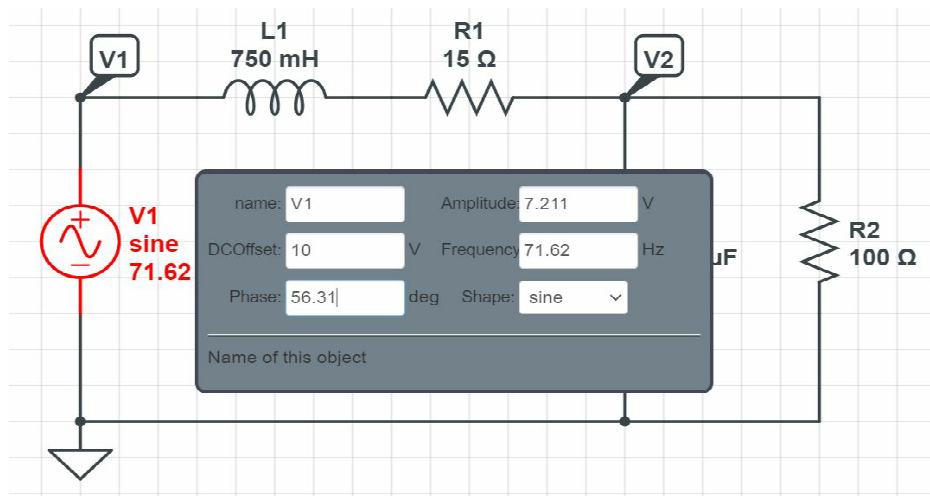 V1
L1
750 mH
R1
15 Ω
V2
V1
sine
71.62
name: V1
Amplitude: 7.211 V
DCOffset: 10 V
Frequency 71.62 Hz
Phase: 56.31 deg
Shape: sine
Name of this object
uF
R2
100 Ω